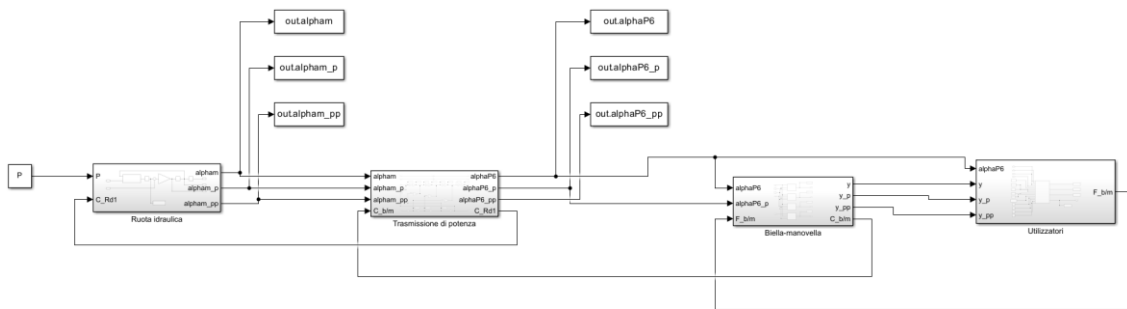 out.alpham
out.alpham_p
out.alpham_pp
out.alphaP6
out.alphaP6_p
out.alphaP6_pp
P
P
C_Rd1
alpham
alpham_p
alpham_pp
Ruota idraulica
alpham
alpham_p
alpham_pp
C_b/m
alphaP6
alphaP6_p
alphaP6_pp
C_Rd1
Trasmissione di potenza
alphaP6
alphaP6_p
F_b/m
y
y_p
y_pp
C_b/m
Biella-manovella
alphaP6
y
y_p
y_pp
F_b/m
Utilizzatori